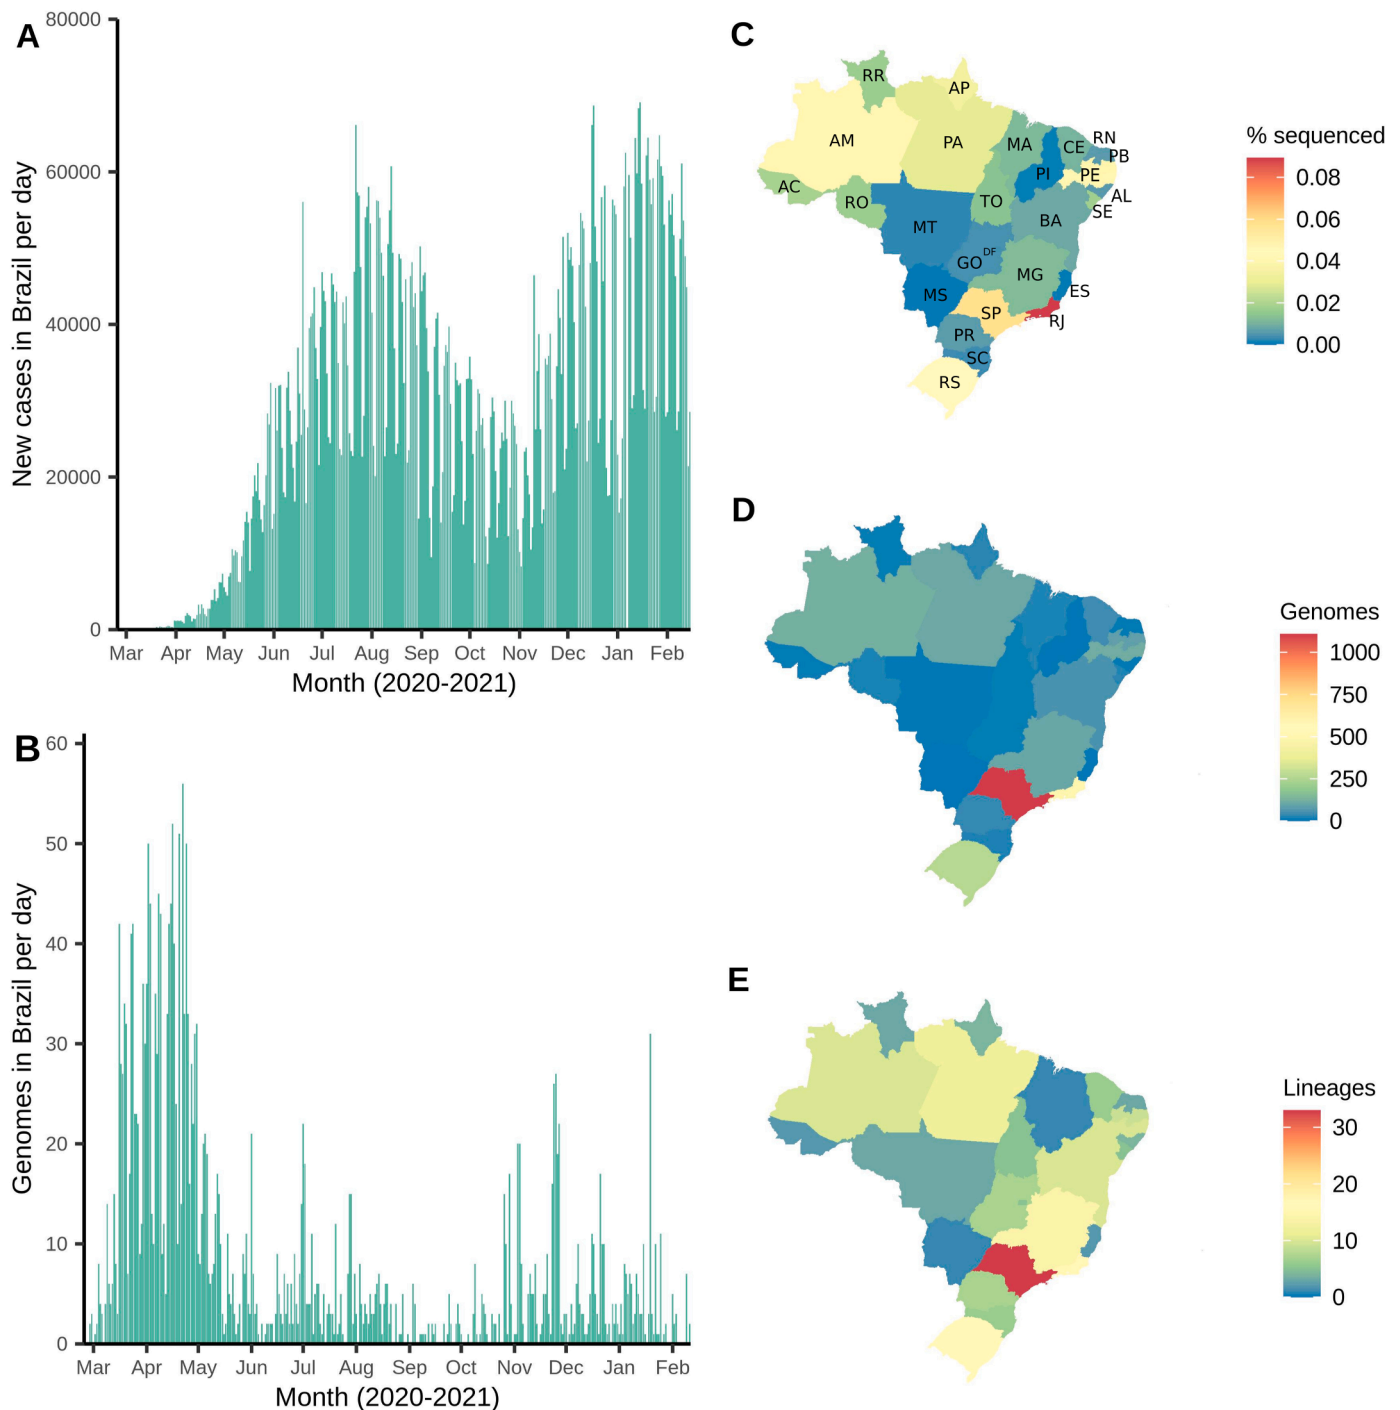 A
80000
60000
40000
20000
0
New cases in Brazil per day
Mar Apr May Jun Jul Aug Sep Oct Nov Dec Jan Feb
Month (2020-2021)
B
60
50
40
30
20
10
0
Genomes in Brazil per day
Mar Apr May Jun Jul Aug Sep Oct Nov Dec Jan Feb
Month (2020-2021)
C
RR
AP
AM
PA
MA
CE
RN
PB
PI
PE
AC
RO
TO
AL
SE
MT
BA
GO
DF
MG
MS
ES
SP
RJ
PR
SC
RS
% sequenced
0.08
0.06
0.04
0.02
0.00
D
Genomes
1000
750
500
250
0
E
Lineages
30
20
10
0